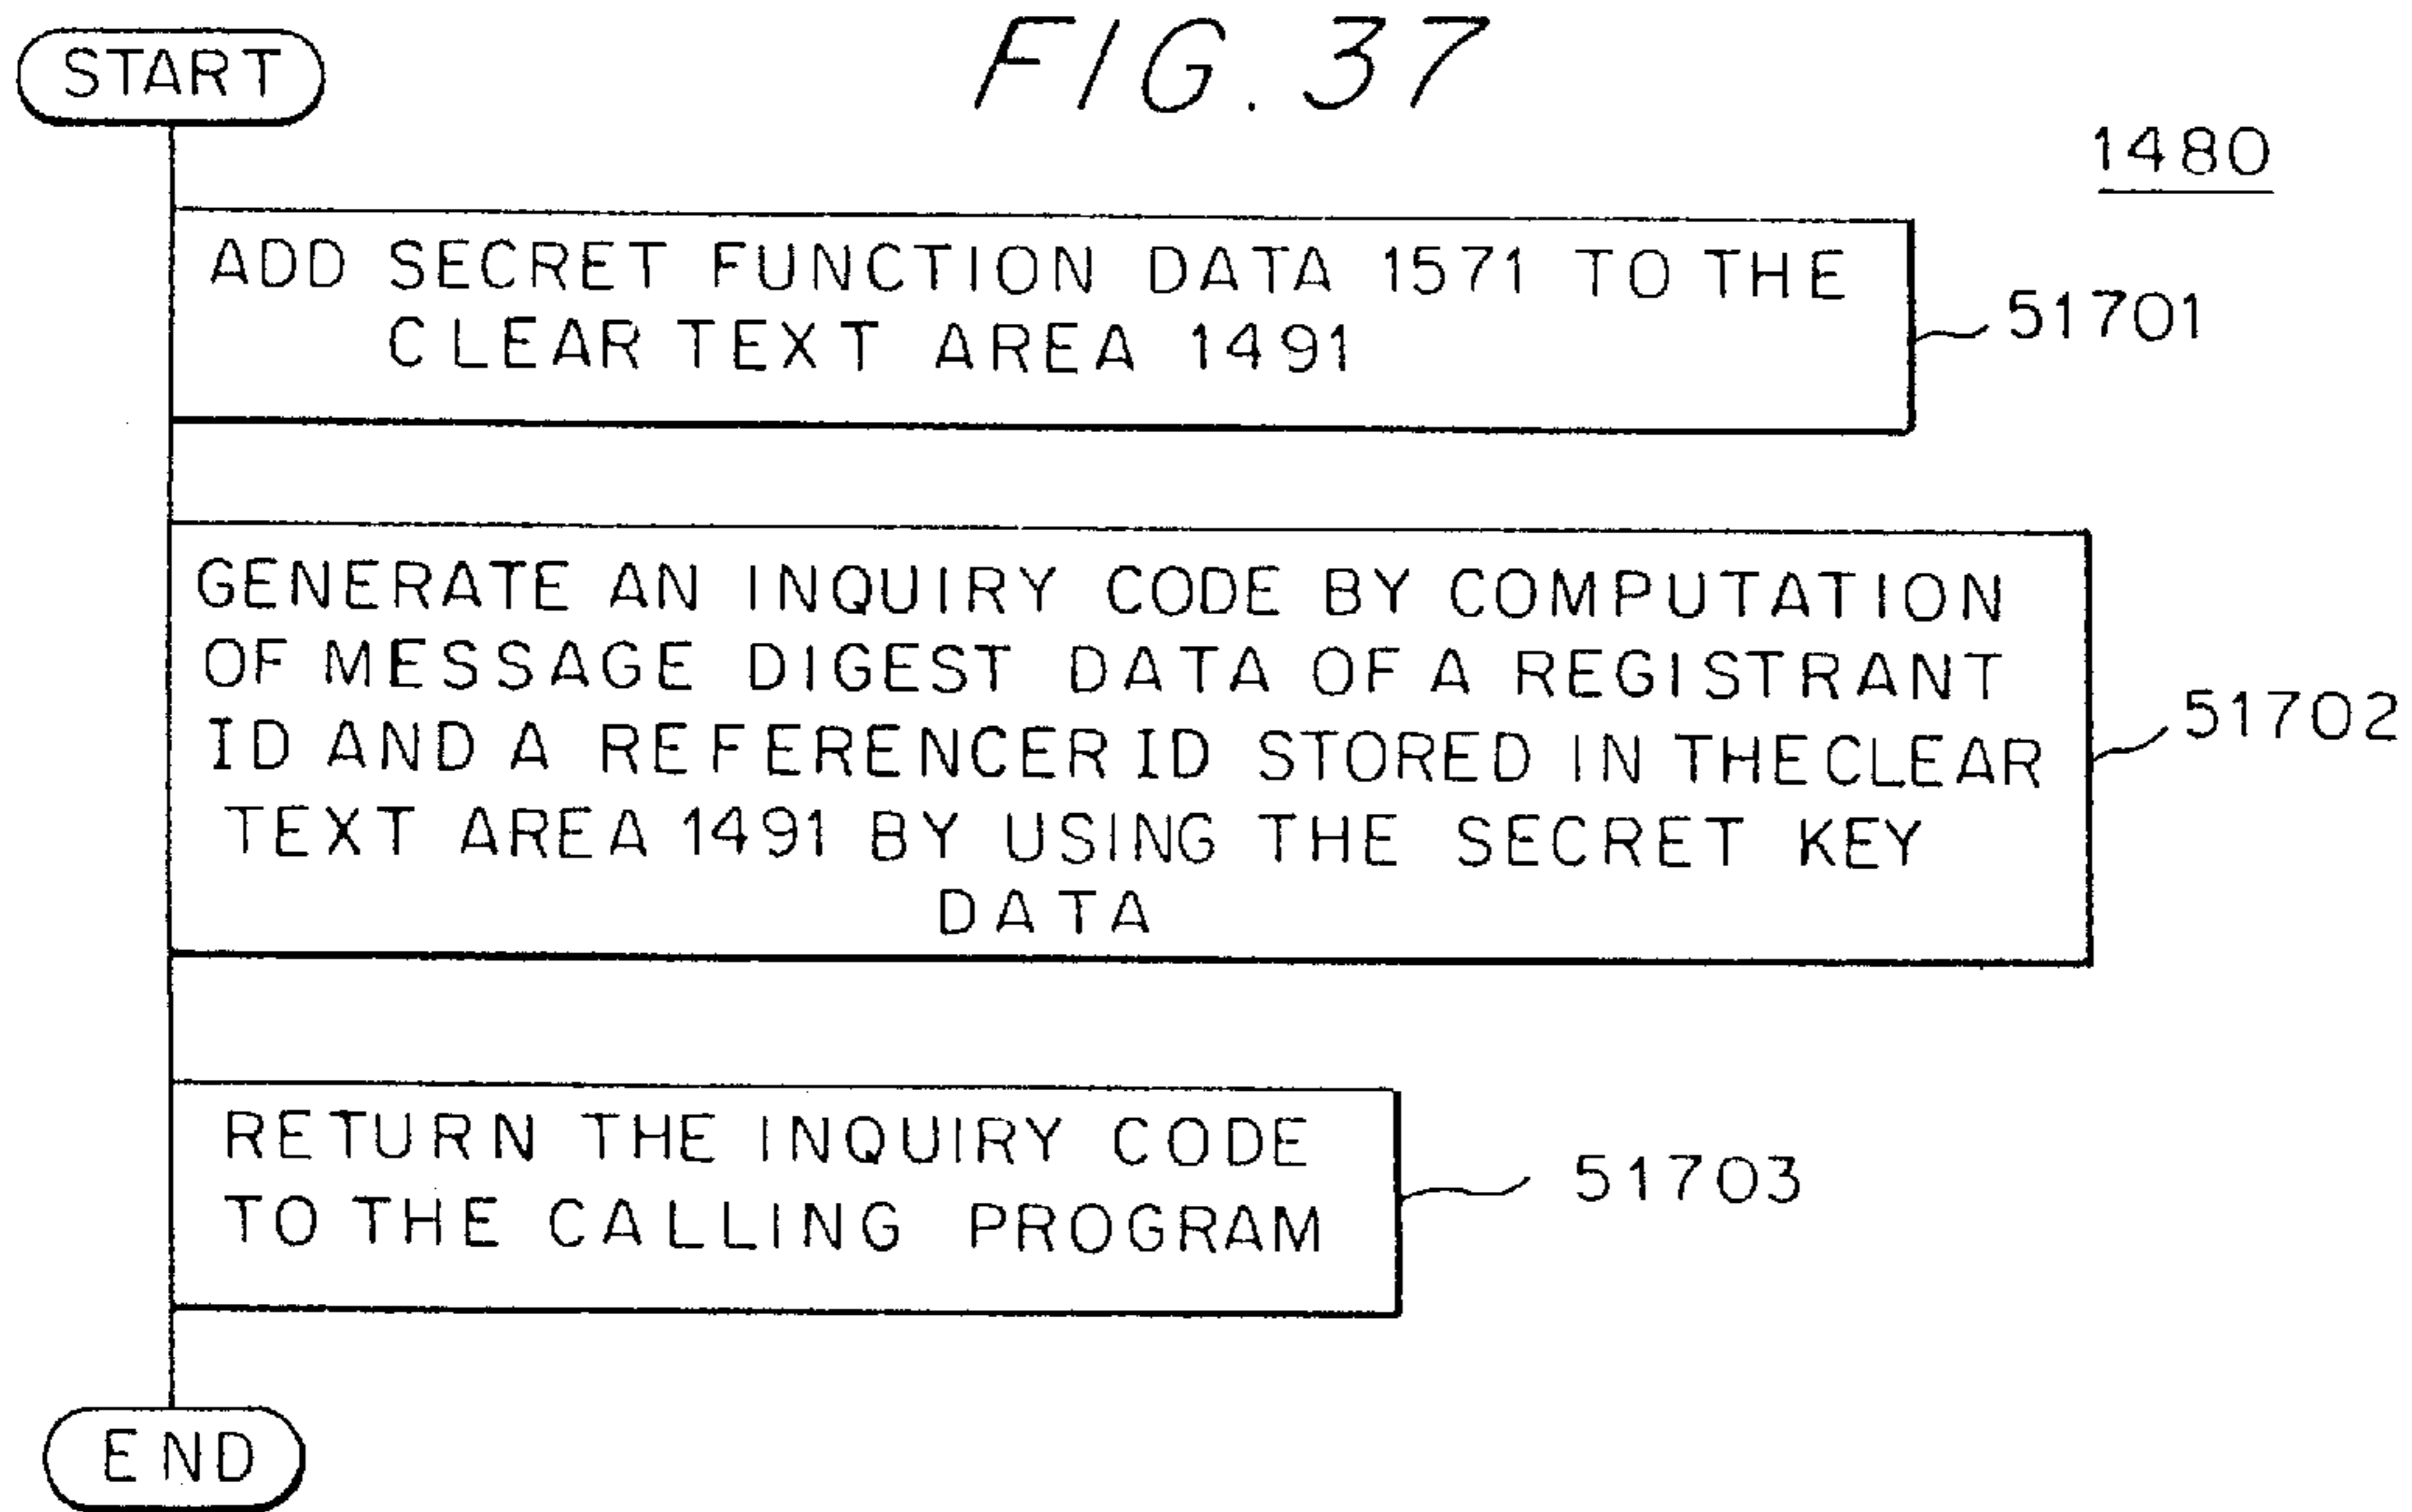 FIG. 37
START
1480
ADD SECRET FUNCTION DATA 1571 TO THE
CLEAR TEXT AREA 1491
51701
GENERATE AN INQUIRY CODE BY COMPUTATION
OF MESSAGE DIGEST DATA OF A REGISTRANT
ID AND A REFERENCER ID STORED IN THE CLEAR
TEXT AREA 1491 BY USING THE SECRET KEY
DATA
51702
RETURN THE INQUIRY CODE
TO THE CALLING PROGRAM
51703
END